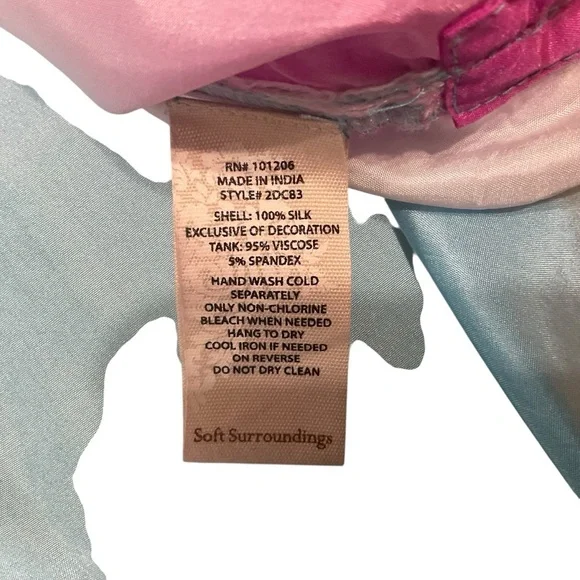 RN# 101206
MADE IN INDIA
STYLE# 2DC83
SHELL: 100% SILK
EXCLUSIVE OF DECORATION
TANK: 95% VISCOSE
5% SPANDEX
HAND WASH COLD
SEPARATELY
ONLY NON-CHLORINE
BLEACH WHEN NEEDED
HANG TO DRY
COOL IRON IF NEEDED
ON REVERSE
DO NOT DRY CLEAN
Soft Surroundings